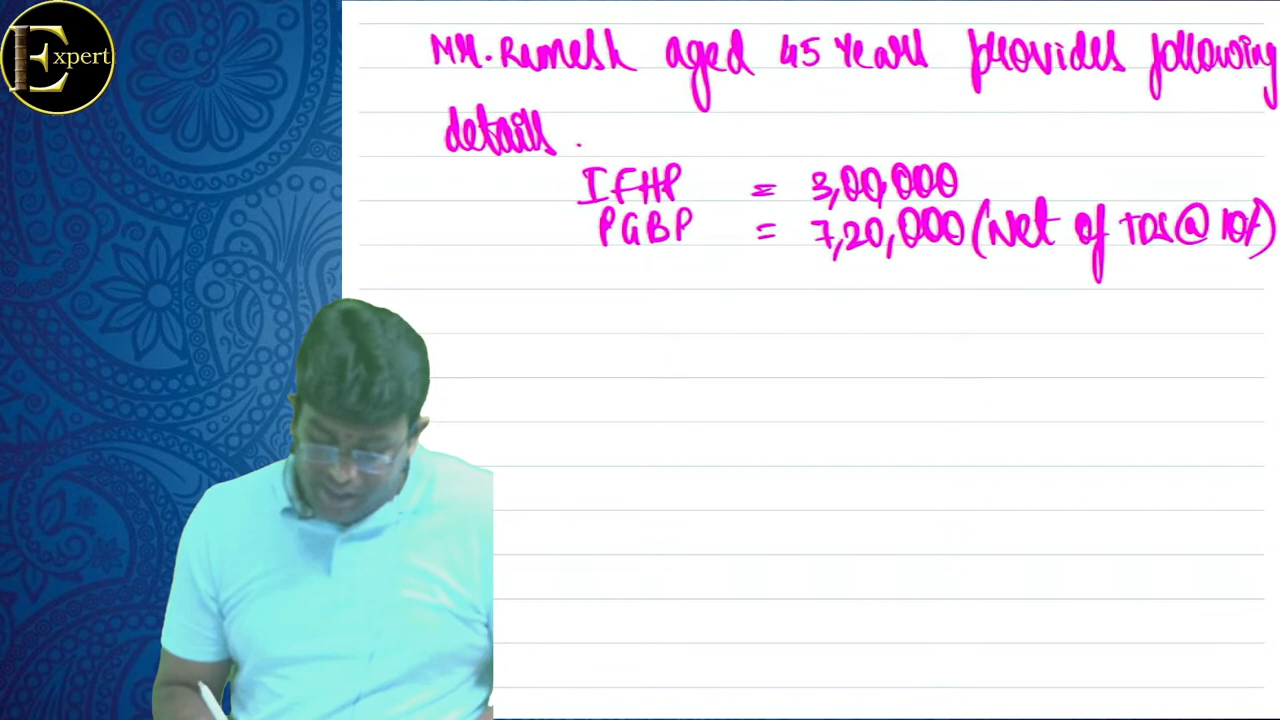 Expert
Mr. Ramesh aged 45 Years provides following
details.
IFHP = 3,00,000
PGBP = 7,20,000 (Net of TDS@10%)